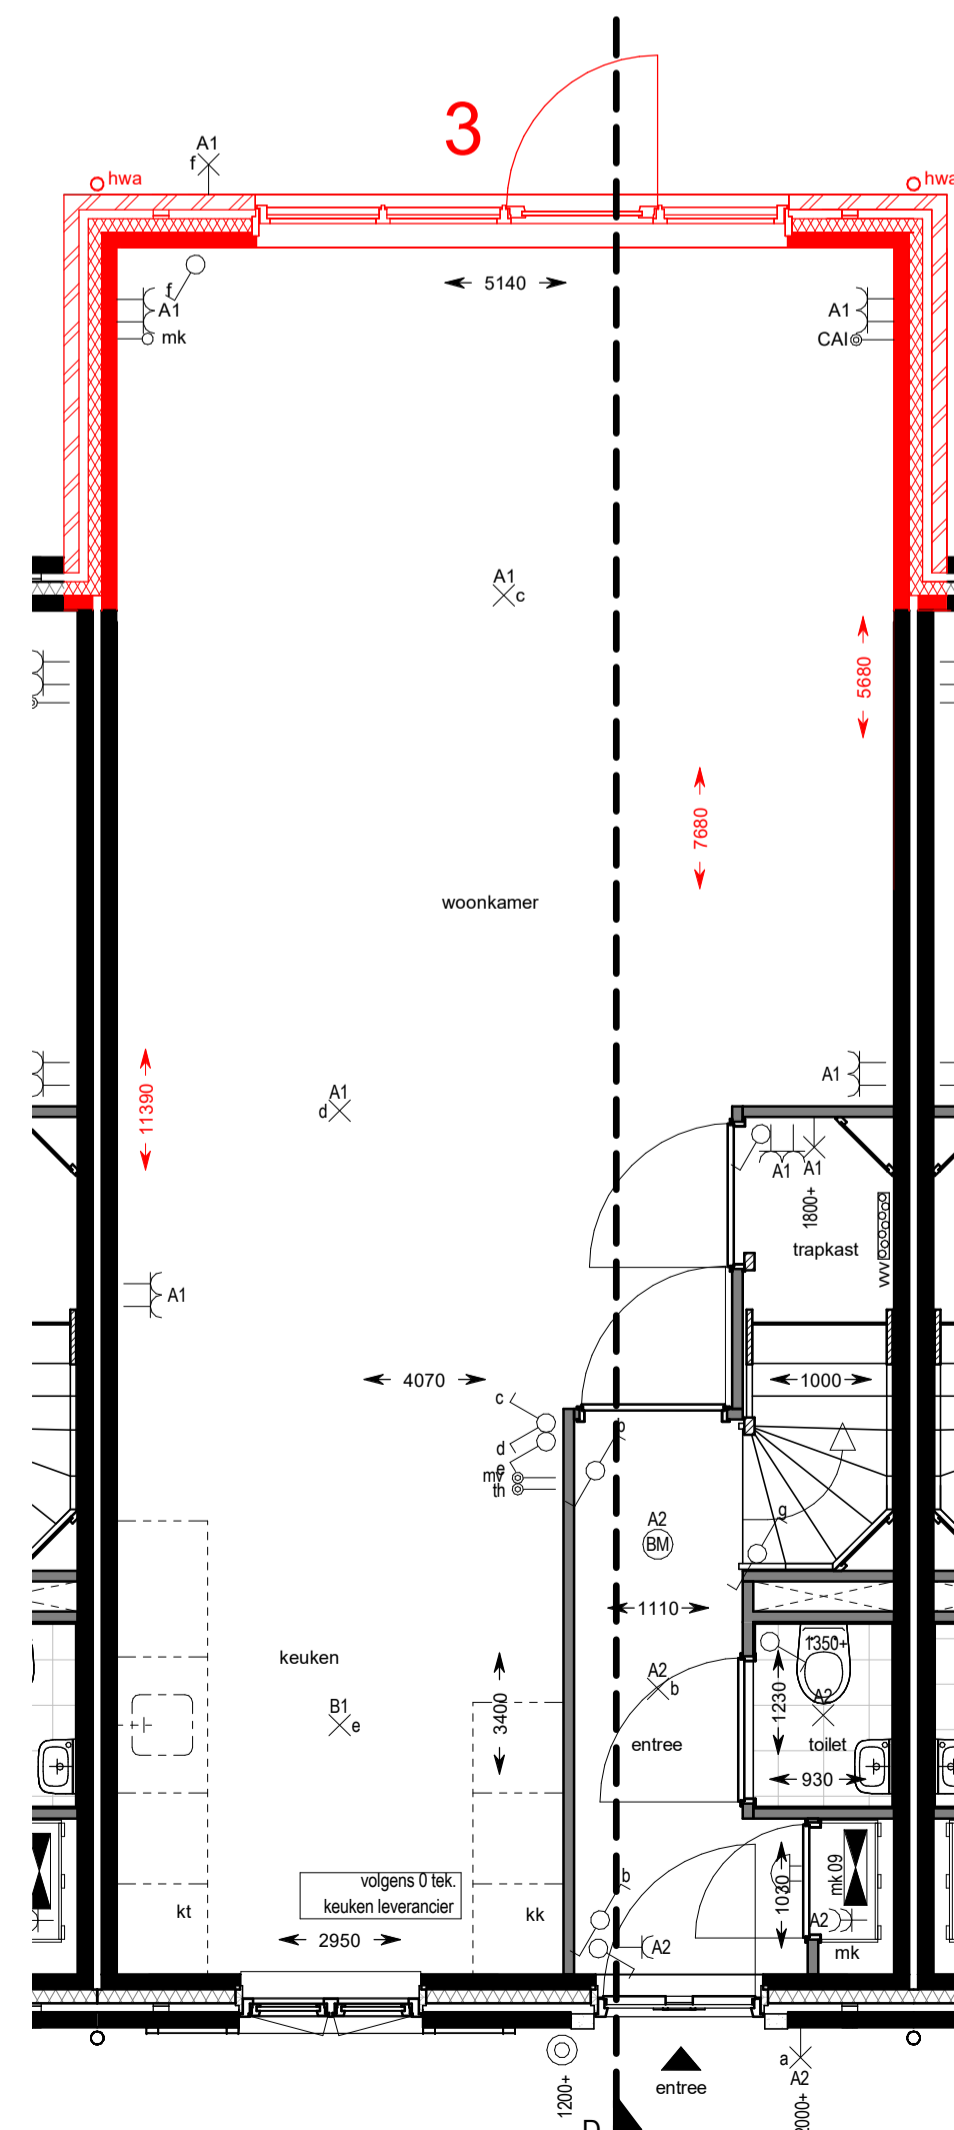 3
A1
f
hwa
hwa
5140
f
A1
mk
A1
CAI
A1
c
5680
7680
woonkamer
A1
d
11390
A1
A1
A1
1800+
trapkast
vv
A1
4070
1000
c
d
e
mv
th
b
g
A2
BM
1110
keuken
B1
e
3400
A2
b
entree
1350+
1230
A2
toilet
930
volgens 0 tek.
keuken leverancier
kt
kk
2950
b
A2
1030
mk 09
A2
mk
1200+
entree
a
A2
2000+
D